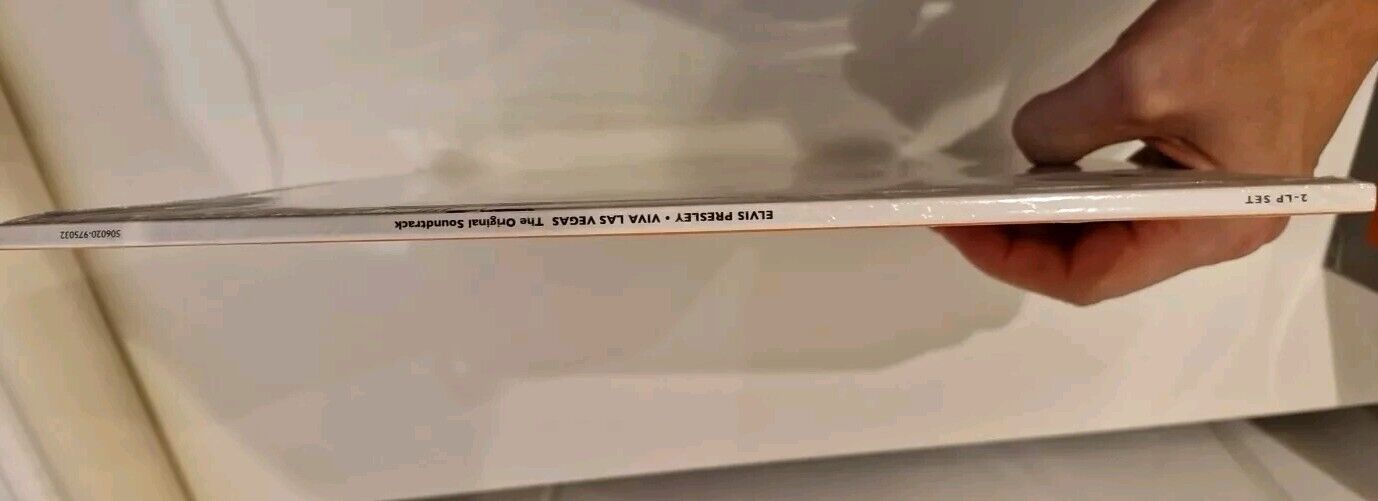 2-LP SET
ELVIS PRESLEY • VIVA LAS VEGAS The Original Soundtrack
506020-975032